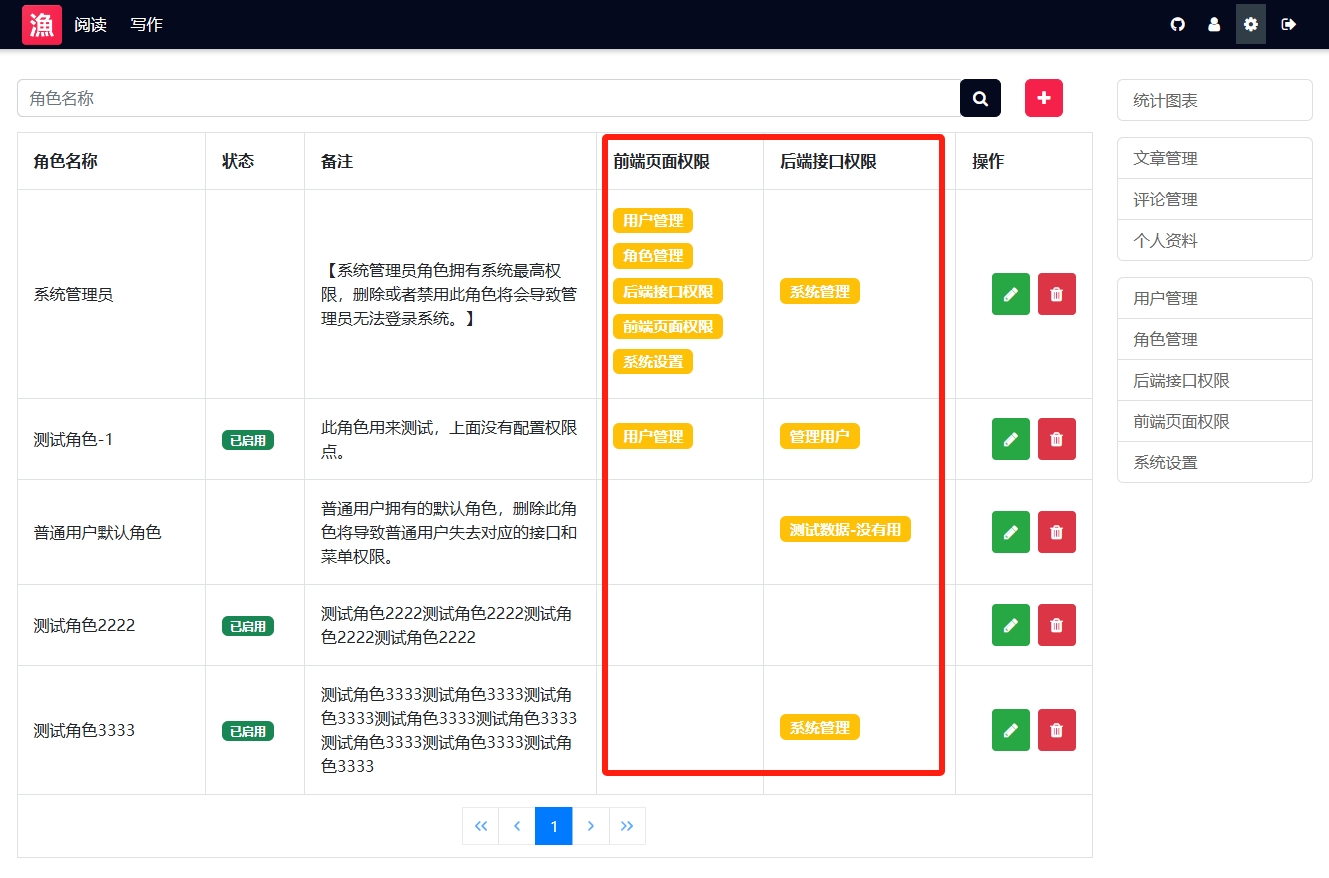 漁 阅读 写作
角色名称
统计图表
文章管理
评论管理
个人资料
用户管理
角色管理
后端接口权限
前端页面权限
系统设置
角色名称 状态 备注 前端页面权限 后端接口权限 操作
系统管理员
【系统管理员角色拥有系统最高权
限，删除或者禁用此角色将会导致管
理员无法登录系统。】
用户管理
角色管理
后端接口权限
前端页面权限
系统设置
系统管理
测试角色-1
已启用
此角色用来测试，上面没有配置权限
点。
用户管理
管理用户
普通用户默认角色
普通用户拥有的默认角色，删除此角
色将导致普通用户失去对应的接口和
菜单权限。
测试数据-没有用
测试角色2222
已启用
测试角色2222测试角色2222测试角
色2222测试角色2222
测试角色3333
已启用
测试角色3333测试角色3333测试角
色3333测试角色3333测试角色3333
测试角色3333测试角色3333测试角
色3333
系统管理
« ‹ 1 › »